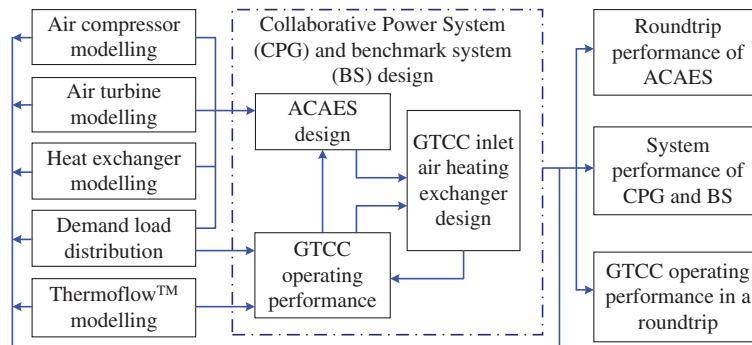 Air compressor
modelling
Air turbine
modelling
Heat exchanger
modelling
Demand load
distribution
Thermoflow™
modelling
Collaborative Power System
(CPG) and benchmark system
(BS) design
ACAES
design
GTCC inlet
air heating
exchanger
design
GTCC
operating
performance
Roundtrip
performance of
ACAES
System
performance of
CPG and BS
GTCC operating
performance in a
roundtrip